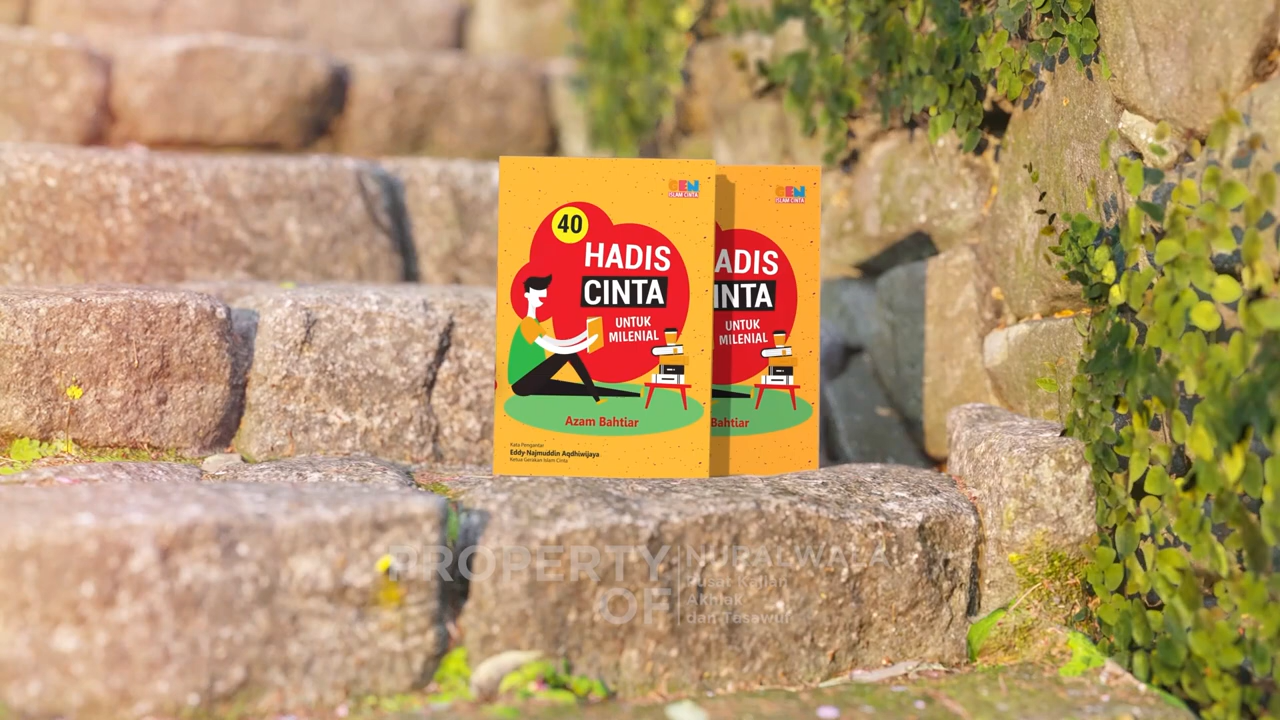 GEN
ISLAM CINTA
40
HADIS
CINTA
UNTUK
MILENIAL
Azam Bahtiar
Kata Pengantar
Eddy Najmuddin Aqdhiwijaya
Ketua Gerakan Islam Cinta
GEN
ISLAM CINTA
ADIS
INTA
UNTUK
MILENIAL
Bahtiar
PROPERTY
OF
NURALWALA
Pusat Kajian
Akhlak
dan Tasawuf